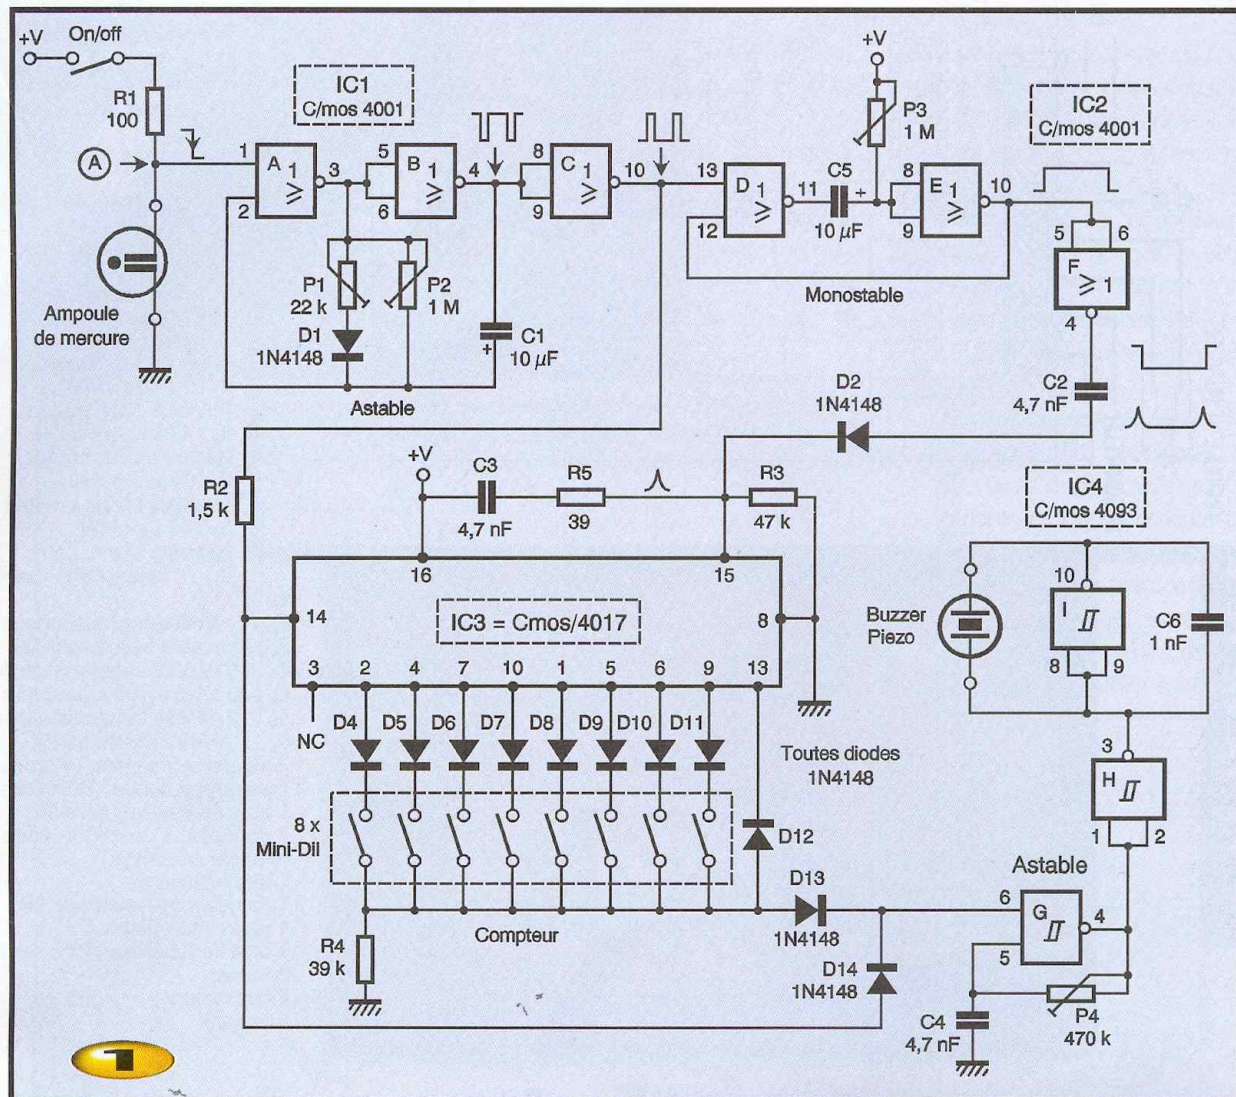 On/off
+V
R1
100
A
Ampoule
de mercure
IC1
C/mos 4001
1
2
A 1
≥
3
5
6
B 1
≥
4
8
9
C 1
≥
10
P1
22 k
P2
1 M
D1
1N4148
C1
10 µF
+
Astable
+V
P3
1 M
IC2
C/mos 4001
13
12
D 1
≥
11
C5
+
10 µF
8
9
E 1
≥
10
Monostable
5
6
F
≥ 1
4
D2
1N4148
C2
4,7 nF
R2
1,5 k
+V
C3
4,7 nF
R5
39
R3
47 k
IC4
C/mos 4093
16
15
14
IC3 = Cmos/4017
8
3
2
4
7
10
1
5
6
9
13
NC
D4
D5
D6
D7
D8
D9
D10
D11
Toutes diodes
1N4148
8 x
Mini-Dil
D12
Buzzer
Piezo
10
I
8
9
C6
1 nF
3
H
1
2
Astable
D13
1N4148
6
G
4
5
Compteur
R4
39 k
D14
1N4148
C4
4,7 nF
P4
470 k
1